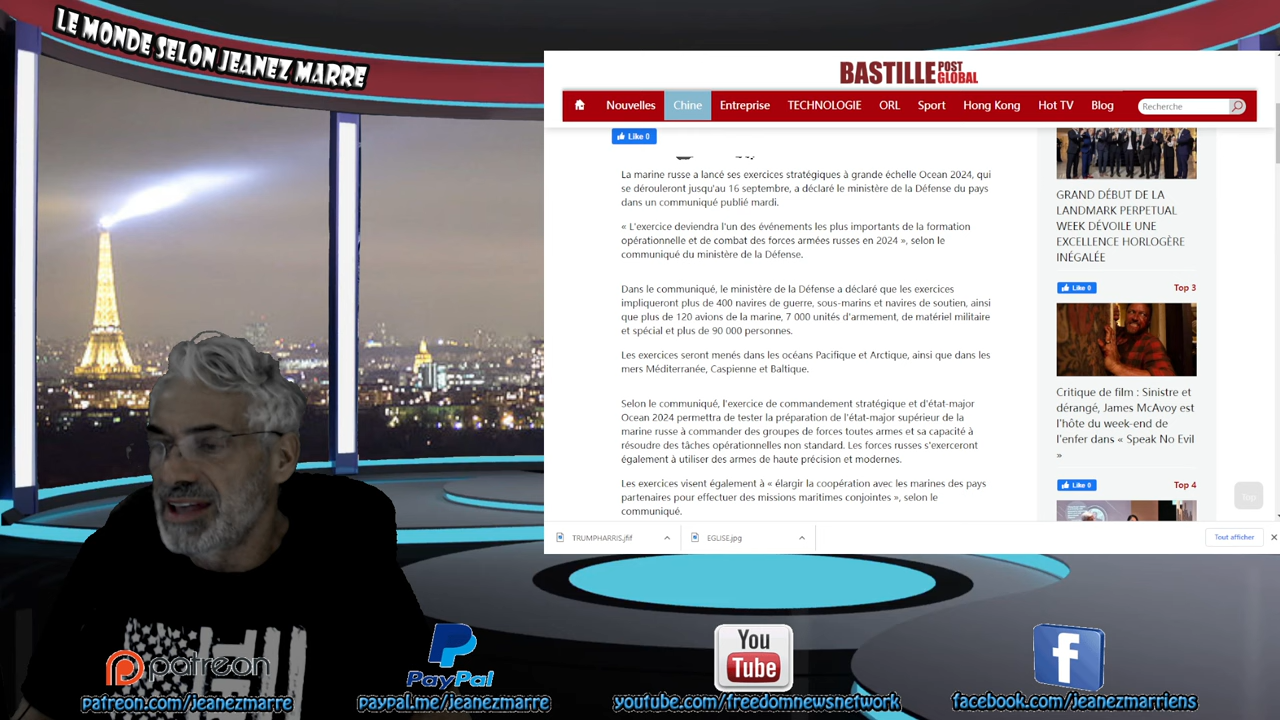 LE MONDE SELON JEANEZ MARRE
BASTILLE POST GLOBAL
Nouvelles Chine Entreprise TECHNOLOGIE ORL Sport Hong Kong Hot TV Blog Recherche
Like 0
La marine russe a lancé ses exercices stratégiques à grande échelle Ocean 2024, qui
se dérouleront jusqu'au 16 septembre, a déclaré le ministère de la Défense du pays
dans un communiqué publié mardi.
« L'exercice deviendra l'un des événements les plus importants de la formation
opérationnelle et de combat des forces armées russes en 2024 », selon le
communiqué du ministère de la Défense.
Dans le communiqué, le ministère de la Défense a déclaré que les exercices
impliqueront plus de 400 navires de guerre, sous-marins et navires de soutien, ainsi
que plus de 120 avions de la marine, 7 000 unités d'armement, de matériel militaire
et spécial et plus de 90 000 personnes.
Les exercices seront menés dans les océans Pacifique et Arctique, ainsi que dans les
mers Méditerranée, Caspienne et Baltique.
Selon le communiqué, l'exercice de commandement stratégique et d'état-major
Ocean 2024 permettra de tester la préparation de l'état-major supérieur de la
marine russe à commander des groupes de forces toutes armes et sa capacité à
résoudre des tâches opérationnelles non standard. Les forces russes s'exerceront
également à utiliser des armes de haute précision et modernes.
Les exercices visent également à « élargir la coopération avec les marines des pays
partenaires pour effectuer des missions maritimes conjointes », selon le
communiqué.
GRAND DÉBUT DE LA
LANDMARK PERPETUAL
WEEK DÉVOILE UNE
EXCELLENCE HORLOGÈRE
INÉGALÉE
Like 0 Top 3
Critique de film : Sinistre et
dérangé, James McAvoy est
l'hôte du week-end de
l'enfer dans « Speak No Evil
»
Like 0 Top 4
Top
TRUMPHARRIS.jfif EGLISE.jpg Tout afficher
patreon
patreon.com/jeanezmarre
PayPal
paypal.me/jeanezmarre
You
Tube
youtube.com/freedomnewsnetwork
f
facebook.com/jeanezmarriens